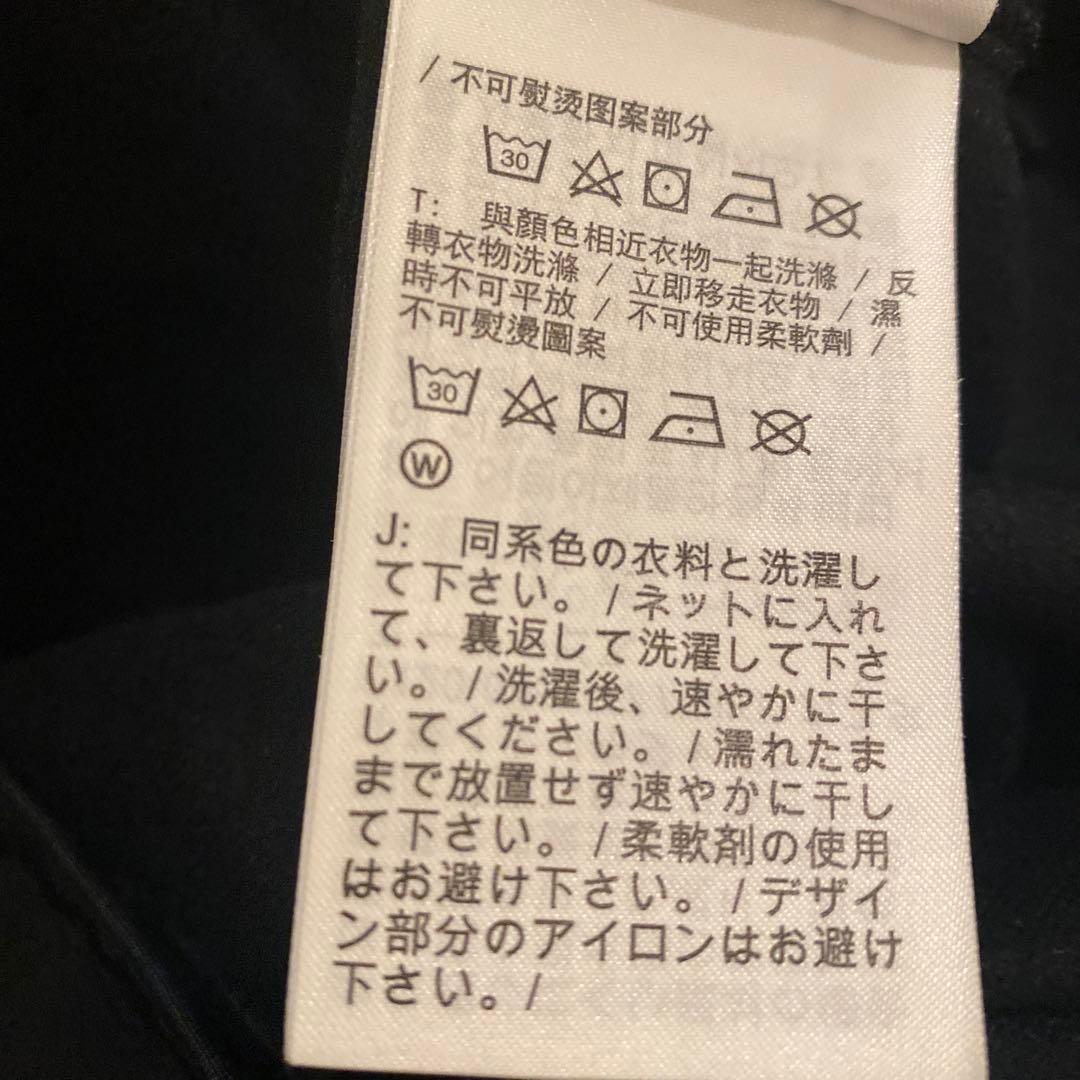 / 不可熨烫图案部分
30
T: 與顏色相近衣物一起洗滌 / 反
轉衣物洗滌 / 立即移走衣物 / 濕
時不可平放 / 不可使用柔軟劑 /
不可熨燙圖案
30
W
J: 同系色の衣料と洗濯し
て下さい。/ネットに入れ
て、裏返して洗濯して下さ
い。/洗濯後、速やかに干
してください。/濡れたま
まで放置せず速やかに干し
て下さい。/柔軟剤の使用
はお避け下さい。/デザイ
ン部分のアイロンはお避け
下さい。/